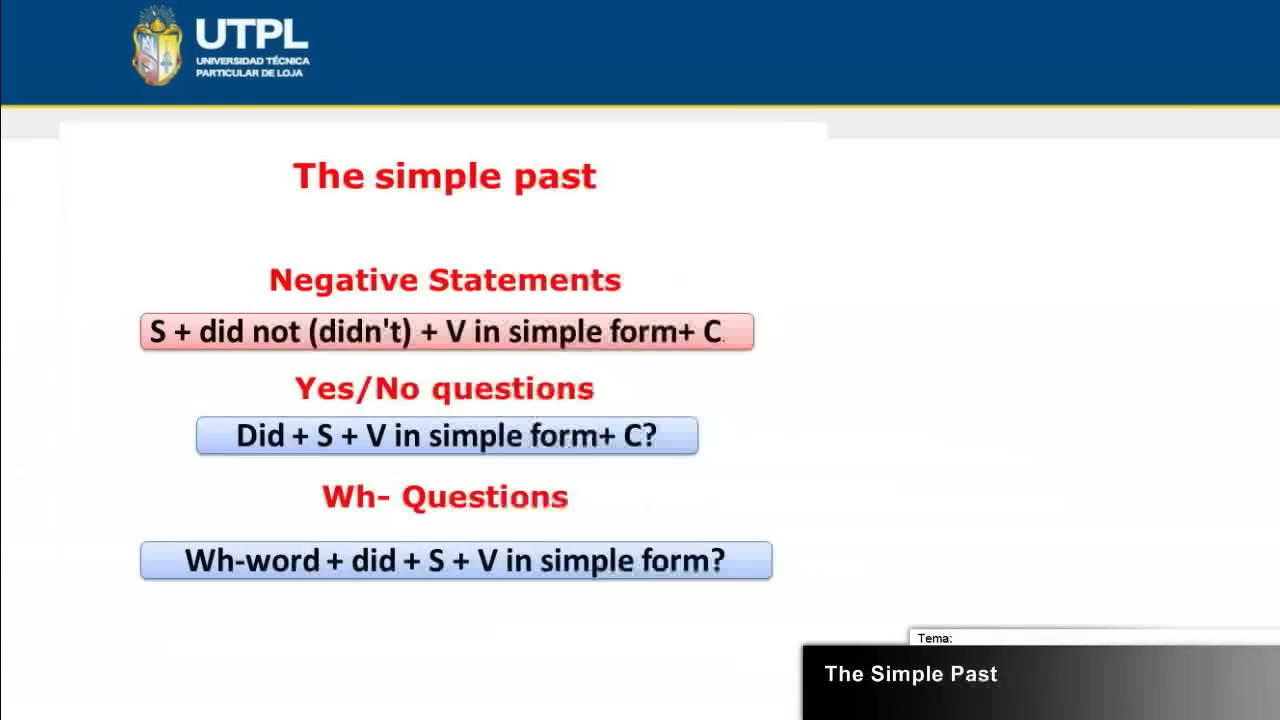 UTPL
UNIVERSIDAD TÉCNICA
PARTICULAR DE LOJA
The simple past
Negative Statements
S + did not (didn't) + V in simple form+ C.
Yes/No questions
Did + S + V in simple form+ C?
Wh- Questions
Wh-word + did + S + V in simple form?
Tema:
The Simple Past